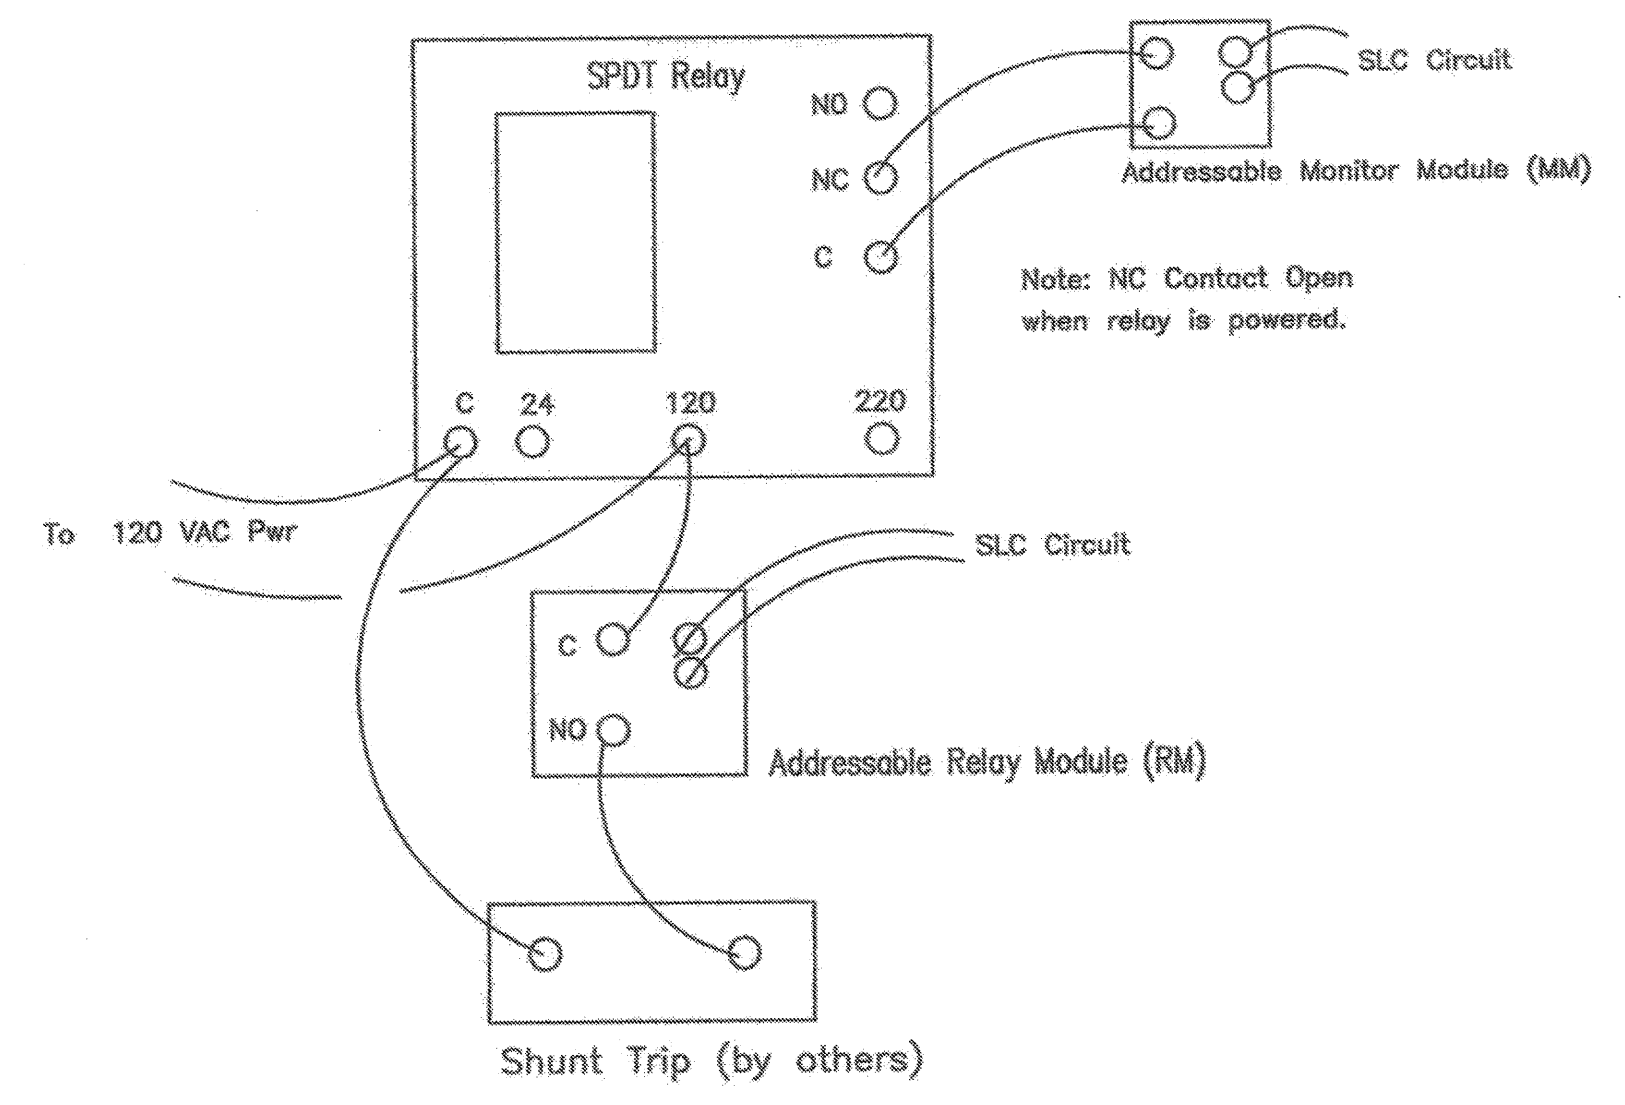 SPDT Relay
NO
NC
C
SLC Circuit
Addressable Monitor Module (MM)
Note: NC Contact Open
when relay is powered.
C 24 120 220
To 120 VAC Pwr
SLC Circuit
C
NO
Addressable Relay Module (RM)
Shunt Trip (by others)